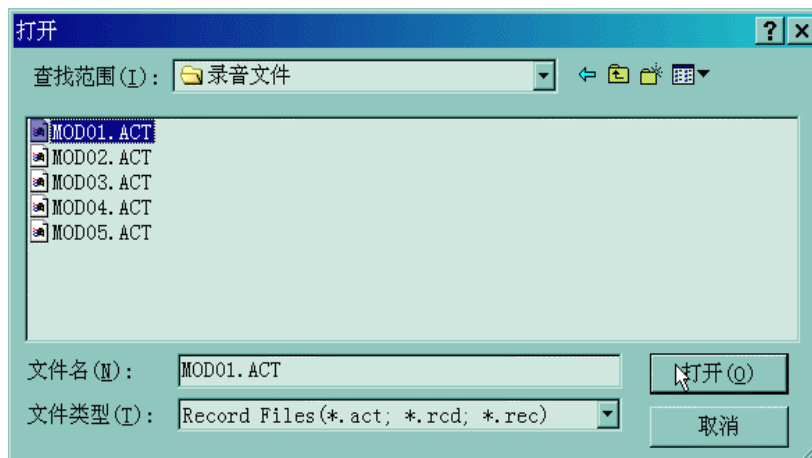 打开
查找范围(I): 录音文件
MOD01.ACT
MOD02.ACT
MOD03.ACT
MOD04.ACT
MOD05.ACT
文件名(N): MOD01.ACT 打开(O)
文件类型(T): Record Files(*.act; *.rcd; *.rec) 取消